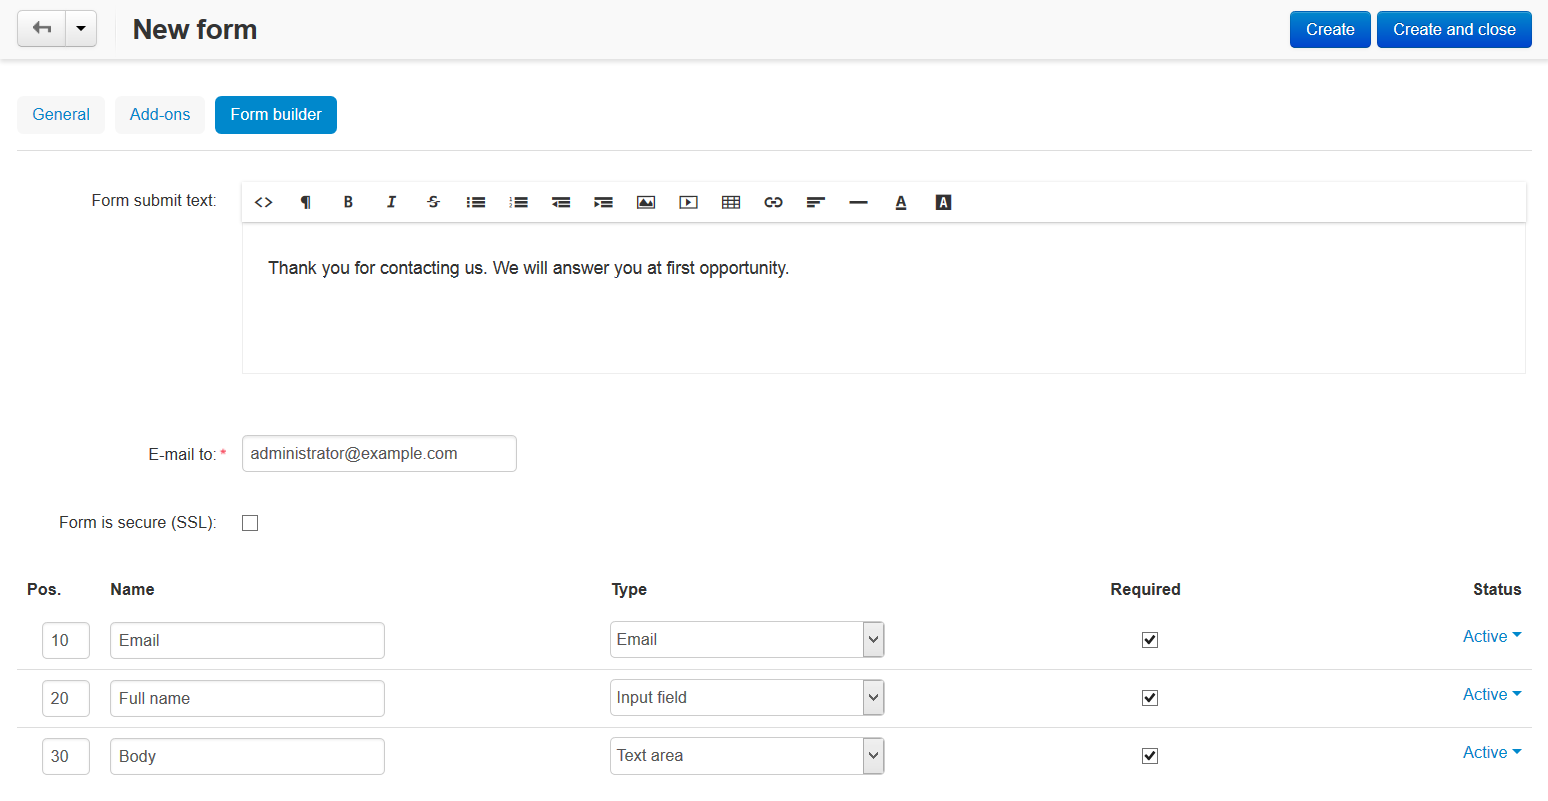 New form
Create
Create and close
General
Add-ons
Form builder
Form submit text:
Thank you for contacting us. We will answer you at first opportunity.
E-mail to: *
administrator@example.com
Form is secure (SSL):
Pos. Name Type Required Status
10 Email Email Active
20 Full name Input field Active
30 Body Text area Active